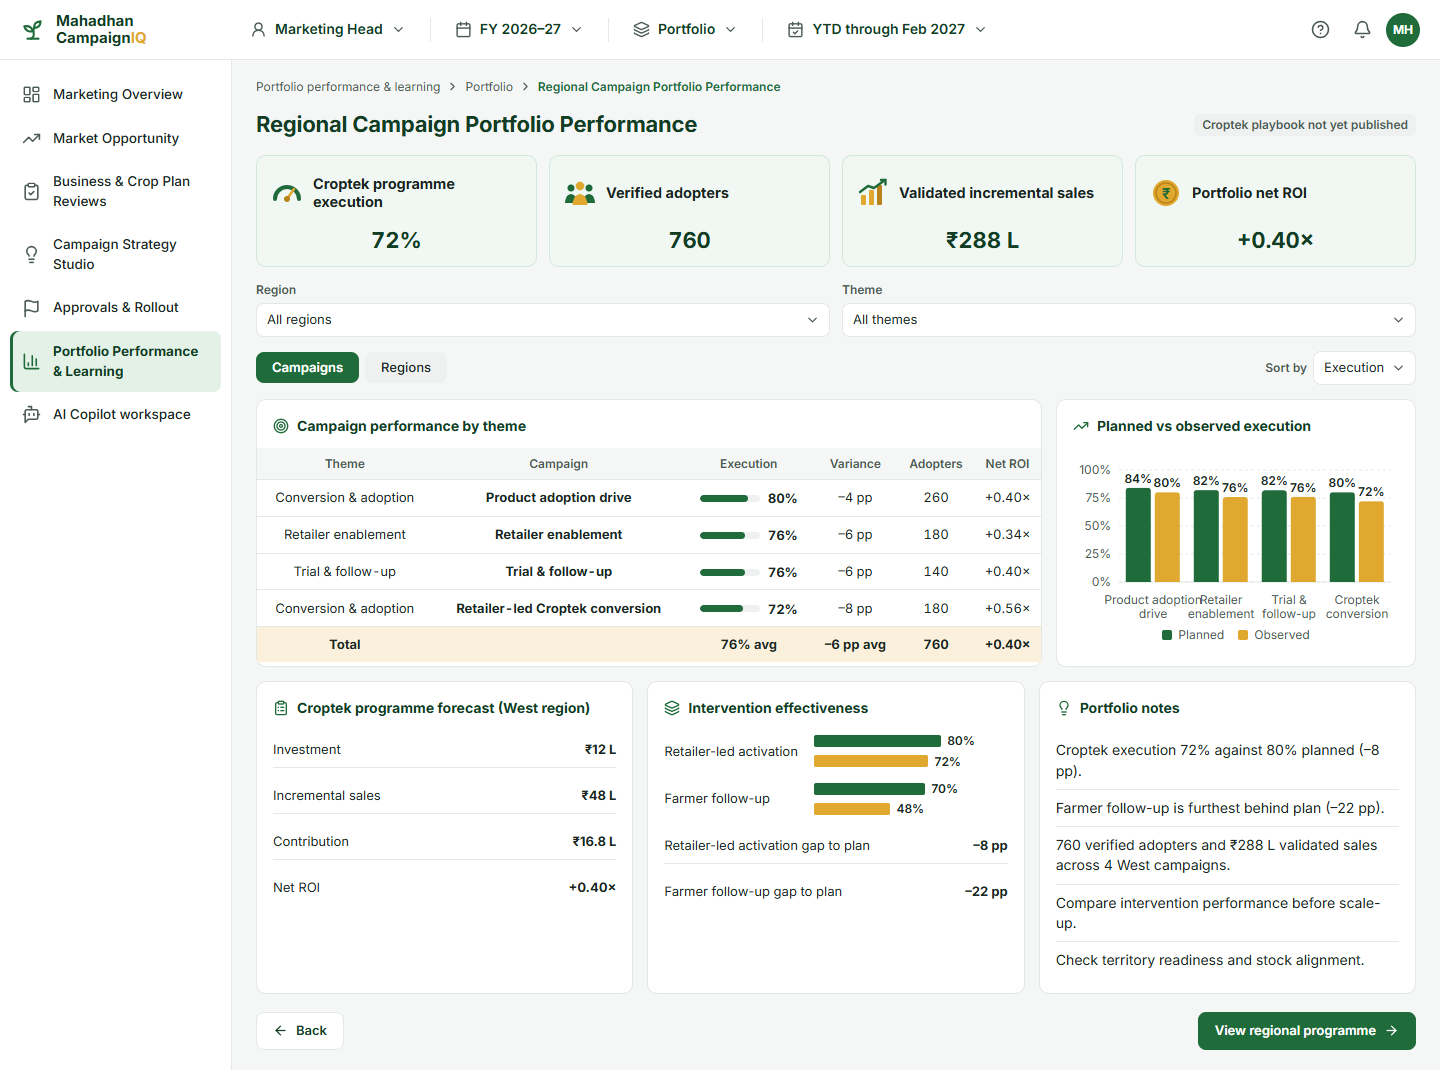 Mahadhan
CampaignIQ
Marketing Head
FY 2026–27
Portfolio
YTD through Feb 2027
MH
Marketing Overview
Market Opportunity
Business & Crop Plan
Reviews
Campaign Strategy
Studio
Approvals & Rollout
Portfolio Performance
& Learning
AI Copilot workspace
Portfolio performance & learning > Portfolio > Regional Campaign Portfolio Performance
Regional Campaign Portfolio Performance
Croptek playbook not yet published
Croptek programme
execution
72%
Verified adopters
760
Validated incremental sales
₹288 L
₹
Portfolio net ROI
+0.40×
Region
All regions
Theme
All themes
Campaigns
Regions
Sort by
Execution
Campaign performance by theme
Theme Campaign Execution Variance Adopters Net ROI
Conversion & adoption Product adoption drive 80% −4 pp 260 +0.40×
Retailer enablement Retailer enablement 76% −6 pp 180 +0.34×
Trial & follow-up Trial & follow-up 76% −6 pp 140 +0.40×
Conversion & adoption Retailer-led Croptek conversion 72% −8 pp 180 +0.56×
Total 76% avg −6 pp avg 760 +0.40×
Planned vs observed execution
100%
75%
50%
25%
0%
84% 80% 82% 76% 82% 76% 80% 72%
Product adoption
drive
Retailer
enablement
Trial &
follow-up
Croptek
conversion
Planned Observed
Croptek programme forecast (West region)
Investment ₹12 L
Incremental sales ₹48 L
Contribution ₹16.8 L
Net ROI +0.40×
Intervention effectiveness
Retailer-led activation 80%
72%
Farmer follow-up 70%
48%
Retailer-led activation gap to plan −8 pp
Farmer follow-up gap to plan −22 pp
Portfolio notes
Croptek execution 72% against 80% planned (−8
pp).
Farmer follow-up is furthest behind plan (−22 pp).
760 verified adopters and ₹288 L validated sales
across 4 West campaigns.
Compare intervention performance before scale-
up.
Check territory readiness and stock alignment.
Back
View regional programme